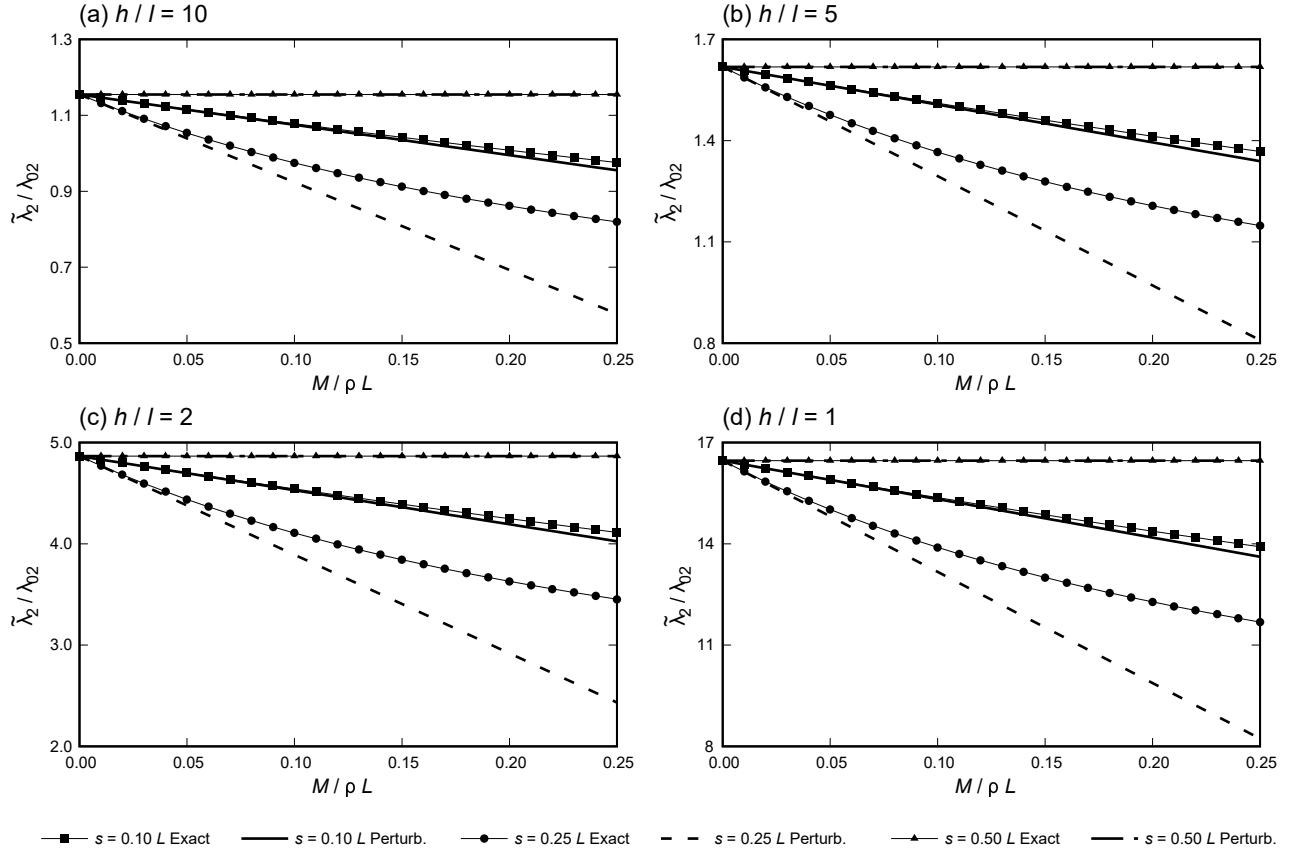 (a) h / l = 10
1.3
1.1
0.9
0.7
0.5
λ̃2 / λ02
0.00 0.05 0.10 0.15 0.20 0.25
M / ρ L
(b) h / l = 5
1.7
1.4
1.1
0.8
λ̃2 / λ02
0.00 0.05 0.10 0.15 0.20 0.25
M / ρ L
(c) h / l = 2
5.0
4.0
3.0
2.0
λ̃2 / λ02
0.00 0.05 0.10 0.15 0.20 0.25
M / ρ L
(d) h / l = 1
17
14
11
8
λ̃2 / λ02
0.00 0.05 0.10 0.15 0.20 0.25
M / ρ L
s = 0.10 L Exact s = 0.10 L Perturb. s = 0.25 L Exact s = 0.25 L Perturb. s = 0.50 L Exact s = 0.50 L Perturb.